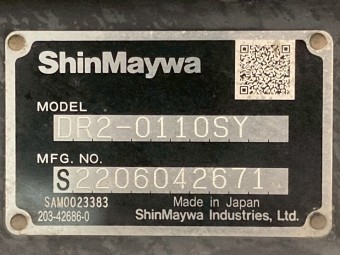 ShinMaywa
MODEL
DR2-0110SY
MFG. NO.
S2206042671
SAM0023383
Made in Japan
203-42686-0
ShinMaywa Industries, Ltd.